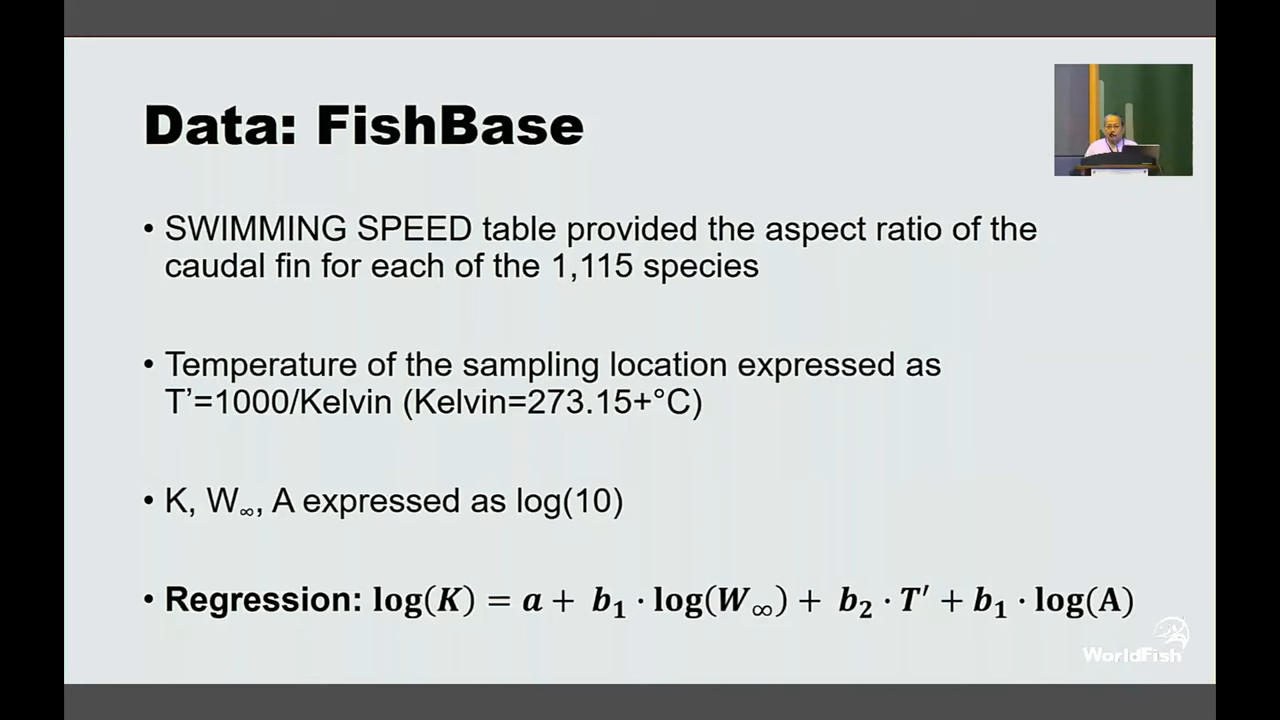 Data: FishBase
• SWIMMING SPEED table provided the aspect ratio of the
caudal fin for each of the 1,115 species
• Temperature of the sampling location expressed as
T’=1000/Kelvin (Kelvin=273.15+°C)
• K, W∞, A expressed as log(10)
• Regression: log(K) = a + b₁ · log(W∞) + b₂ · T′ + b₁ · log(A)
WorldFish